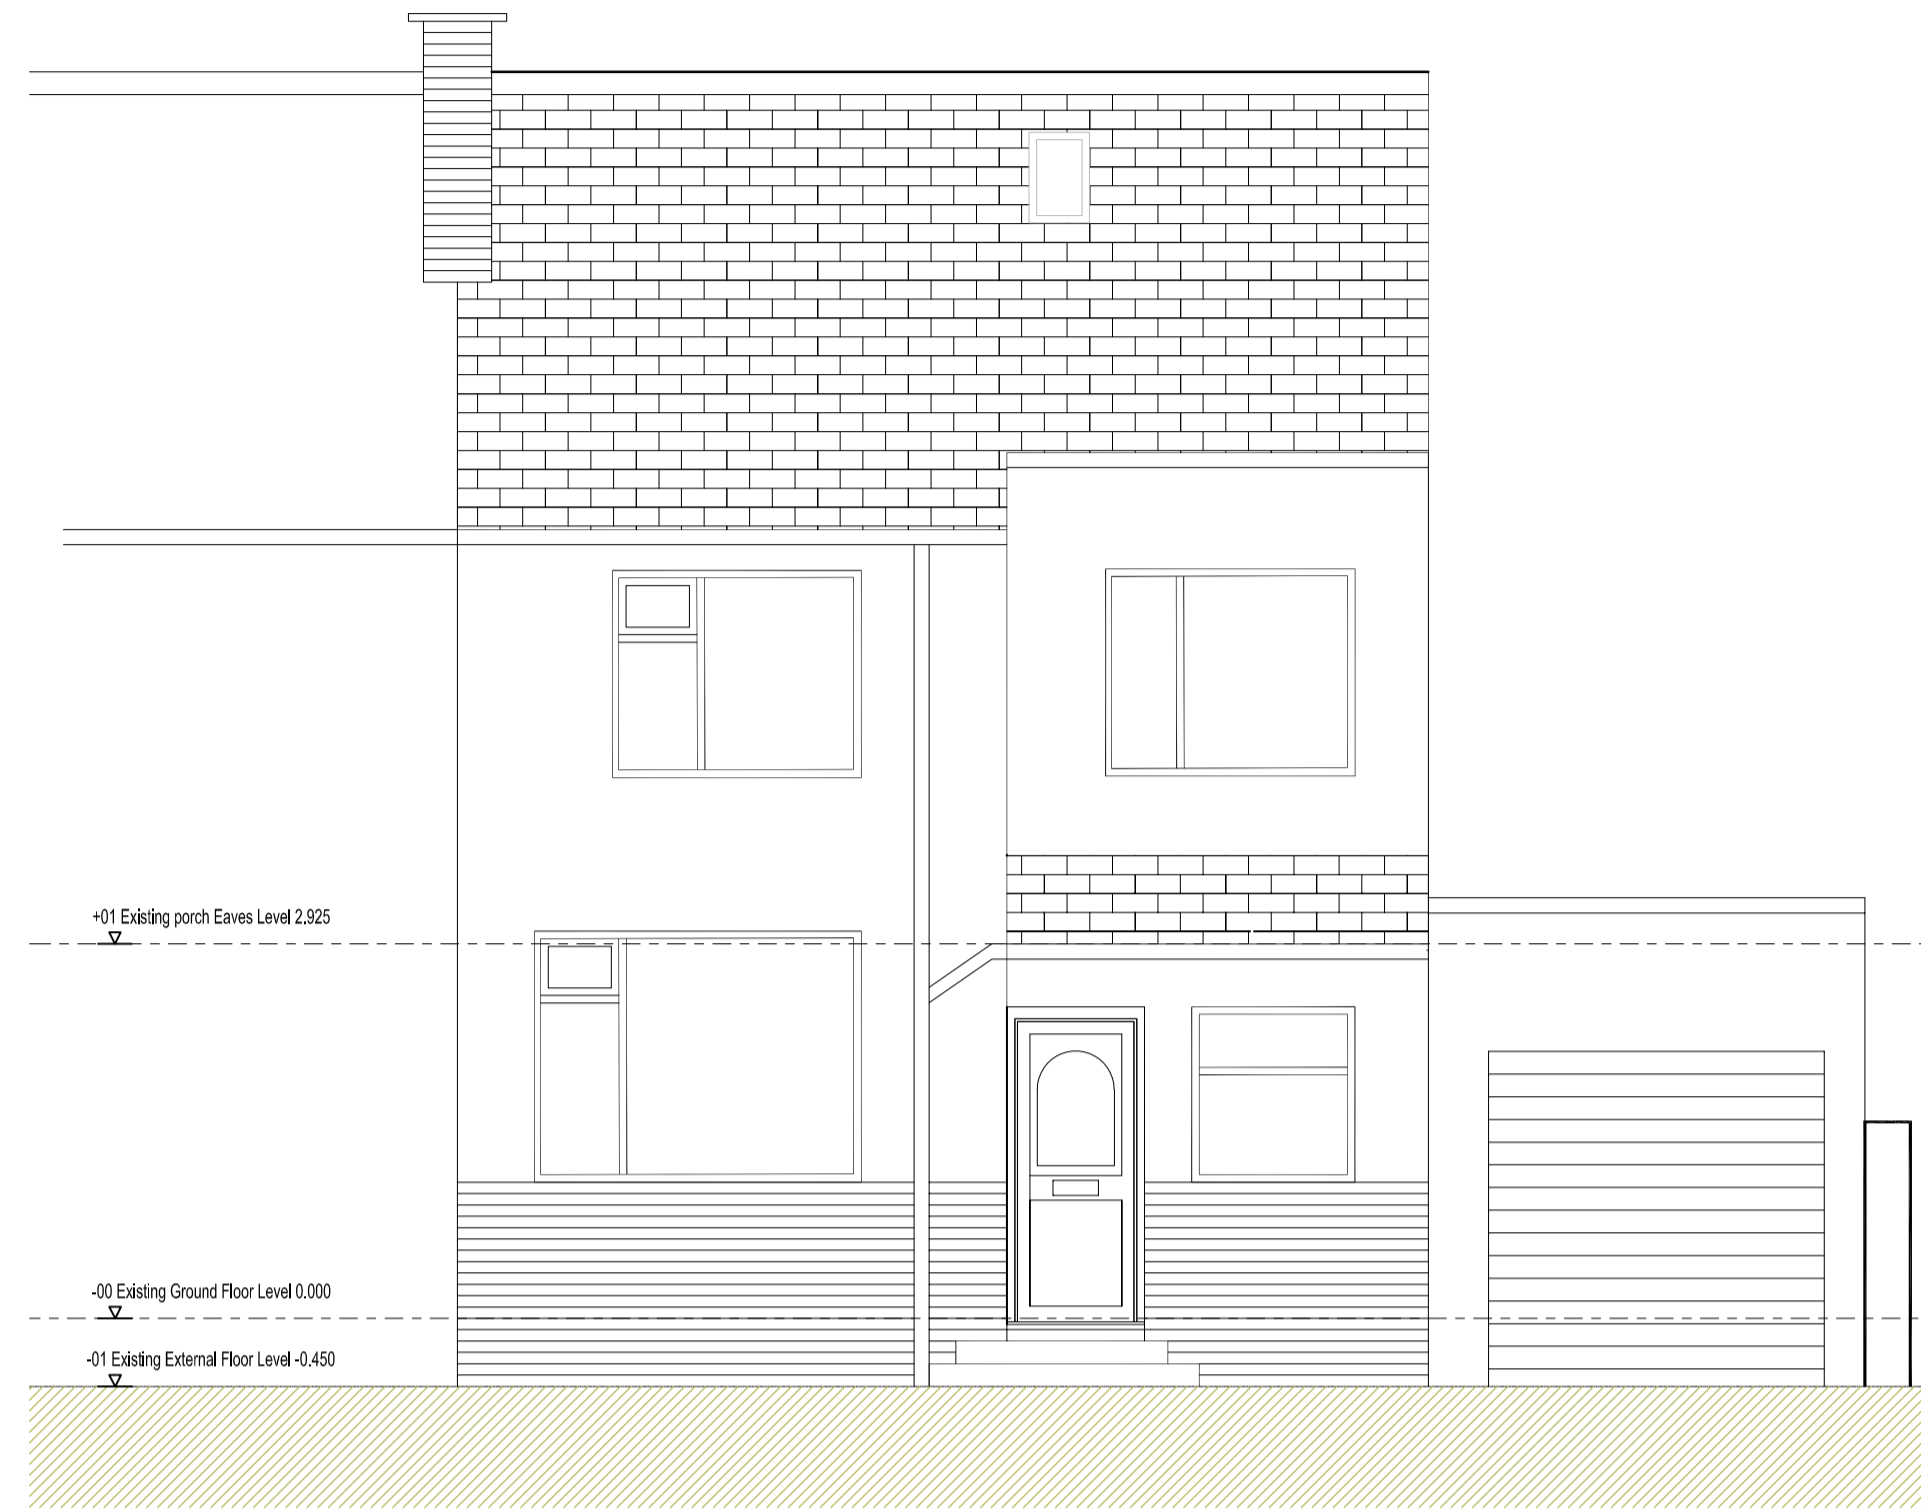 +01 Existing porch Eaves Level 2.925
-00 Existing Ground Floor Level 0.000
-01 Existing External Floor Level -0.450